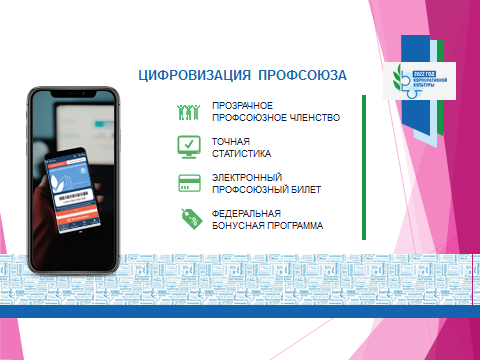 ЦИФРОВИЗАЦИЯ ПРОФСОЮЗА
2022 ГОД
КОРПОРАТИВНОЙ
КУЛЬТУРЫ
ПРОЗРАЧНОЕ
ПРОФСОЮЗНОЕ ЧЛЕНСТВО
ТОЧНАЯ
СТАТИСТИКА
ЭЛЕКТРОННЫЙ
ПРОФСОЮЗНЫЙ БИЛЕТ
ФЕДЕРАЛЬНАЯ
БОНУСНАЯ ПРОГРАММА